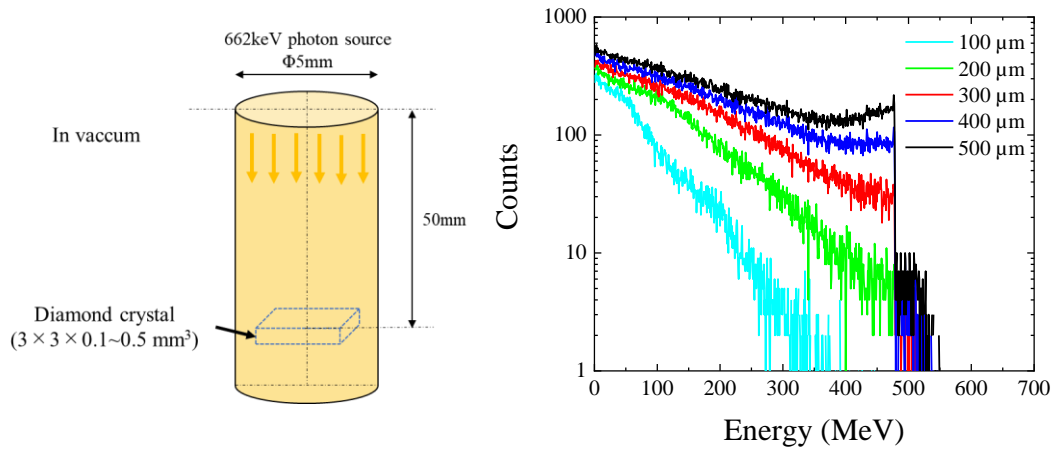 662keV photon source
Φ5mm
In vaccum
50mm
Diamond crystal
(3 × 3 × 0.1~0.5 mm³)
1000
100
10
1
Counts
0
100
200
300
400
500
600
700
Energy (MeV)
100 µm
200 µm
300 µm
400 µm
500 µm